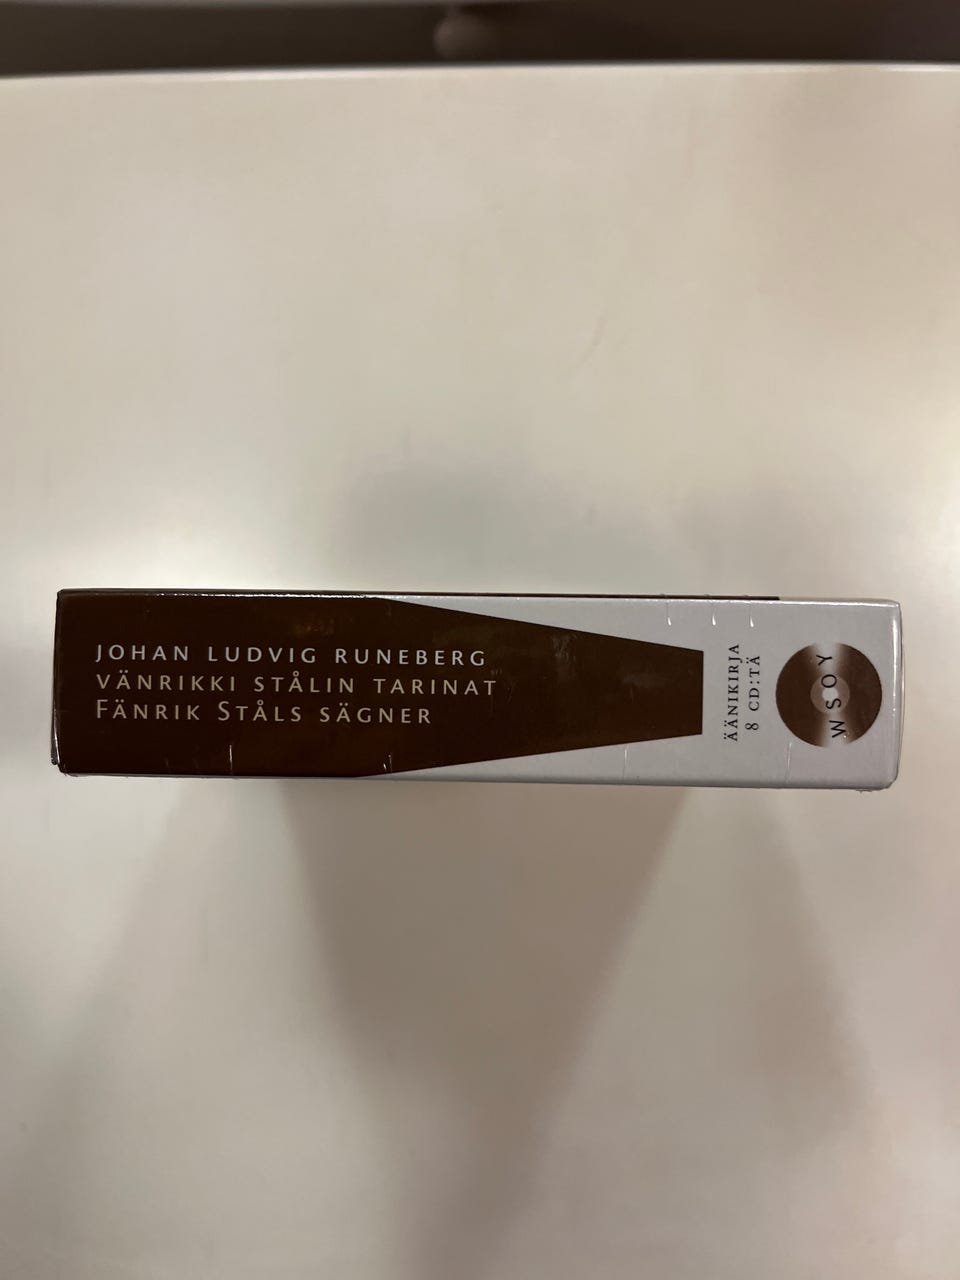 JOHAN LUDVIG RUNEBERG
VÄNRIKKI STÅLIN TARINAT
FÄNRIK STÅLS SÄGNER
ÄÄNIKIRJA
8 CD:TÄ
WSOY